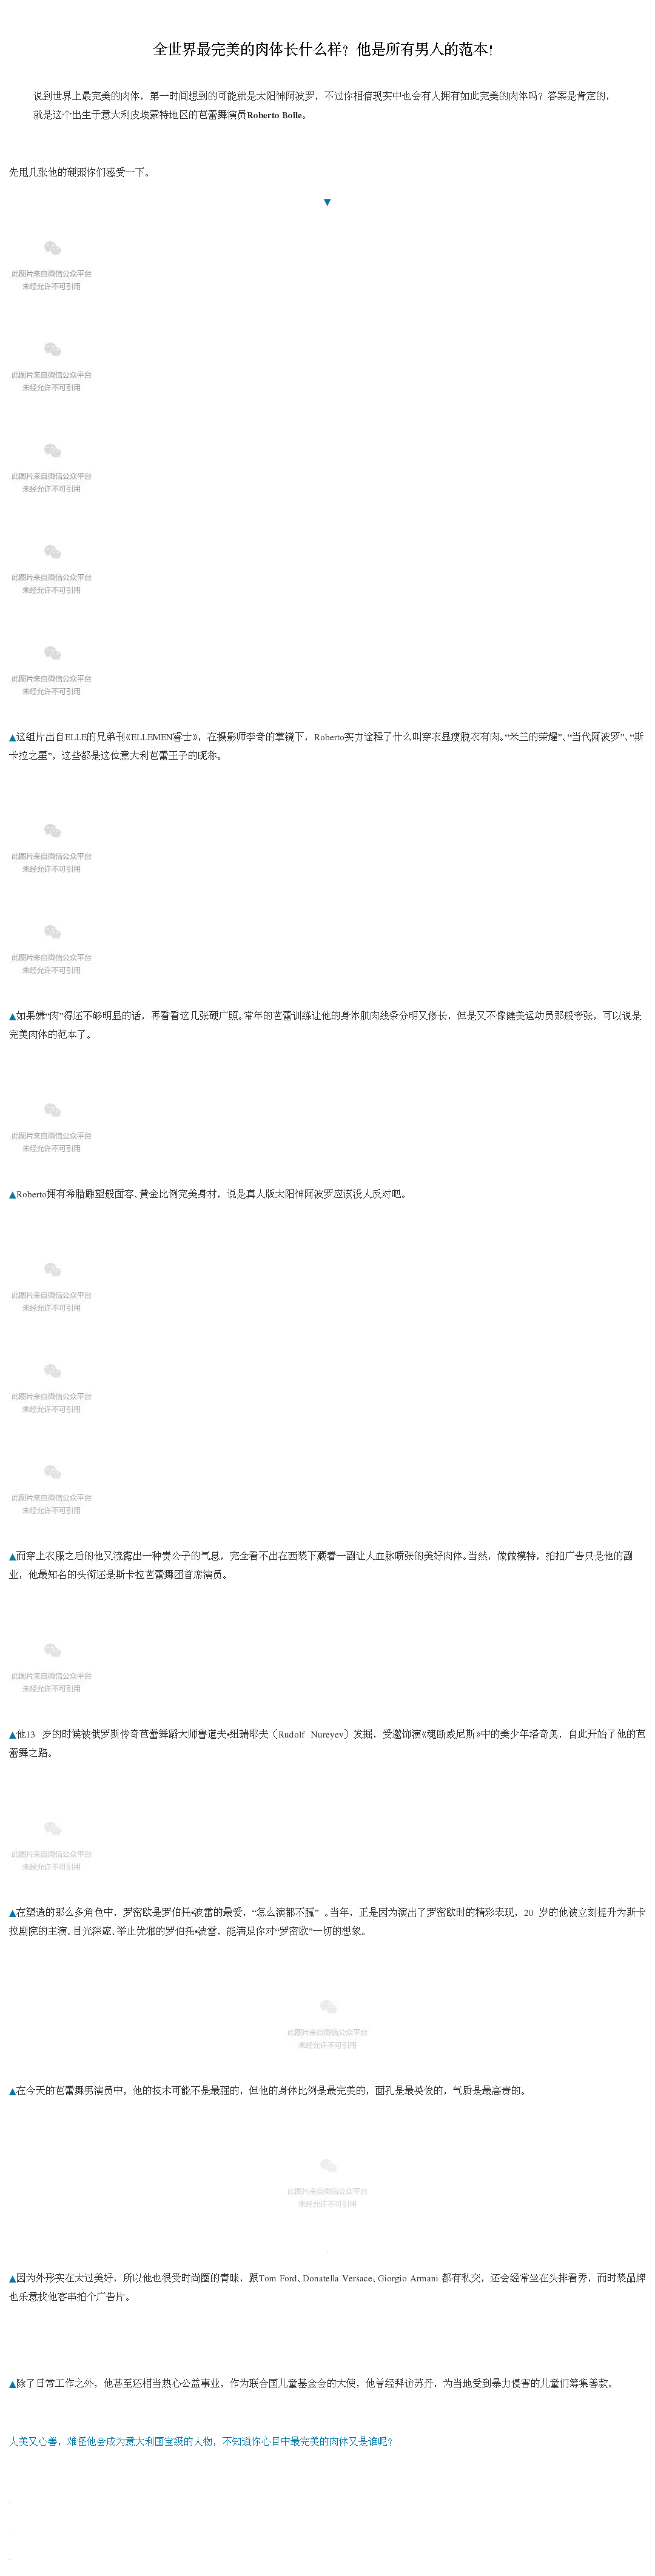 全世界最完美的肉体长什么样？他是所有男人的范本！
说到世界上最完美的肉体，第一时间想到的可能就是太阳神阿波罗，不过你相信现实中也会有人拥有如此完美的肉体吗？答案是肯定的，
就是这个出生于意大利皮埃蒙特地区的芭蕾舞演员Roberto Bolle。
先甩几张他的硬照你们感受一下。
▼
此图片来自微信公众平台
未经允许不可引用
此图片来自微信公众平台
未经允许不可引用
此图片来自微信公众平台
未经允许不可引用
此图片来自微信公众平台
未经允许不可引用
此图片来自微信公众平台
未经允许不可引用
▲这组片出自ELLE的兄弟刊《ELLEMEN睿士》，在摄影师李奇的掌镜下，Roberto实力诠释了什么叫穿衣显瘦脱衣有肉。“米兰的荣耀”、“当代阿波罗”、“斯
卡拉之星”，这些都是这位意大利芭蕾王子的昵称。
此图片来自微信公众平台
未经允许不可引用
此图片来自微信公众平台
未经允许不可引用
▲如果嫌“肉”得还不够明显的话，再看看这几张硬广照。常年的芭蕾训练让他的身体肌肉线条分明又修长，但是又不像健美运动员那般夸张，可以说是
完美肉体的范本了。
此图片来自微信公众平台
未经允许不可引用
▲Roberto拥有希腊雕塑般面容、黄金比例完美身材，说是真人版太阳神阿波罗应该没人反对吧。
此图片来自微信公众平台
未经允许不可引用
此图片来自微信公众平台
未经允许不可引用
此图片来自微信公众平台
未经允许不可引用
▲而穿上衣服之后的他又流露出一种贵公子的气息，完全看不出在西装下藏着一副让人血脉喷张的美好肉体。当然，做做模特，拍拍广告只是他的副
业，他最知名的头衔还是斯卡拉芭蕾舞团首席演员。
此图片来自微信公众平台
未经允许不可引用
▲他13 岁的时候被俄罗斯传奇芭蕾舞蹈大师鲁道夫•纽瑞耶夫（Rudolf Nureyev）发掘，受邀饰演《魂断威尼斯》中的美少年塔奇奥，自此开始了他的芭
蕾舞之路。
此图片来自微信公众平台
未经允许不可引用
▲在塑造的那么多角色中，罗密欧是罗伯托•波雷的最爱，“怎么演都不腻” 。当年，正是因为演出了罗密欧时的精彩表现，20 岁的他被立刻提升为斯卡
拉剧院的主演。目光深邃、举止优雅的罗伯托•波雷，能满足你对“罗密欧”一切的想象。
此图片来自微信公众平台
未经允许不可引用
▲在今天的芭蕾舞男演员中，他的技术可能不是最强的，但他的身体比例是最完美的，面孔是最英俊的，气质是最高贵的。
此图片来自微信公众平台
未经允许不可引用
▲因为外形实在太过美好，所以他也很受时尚圈的青睐，跟Tom Ford、Donatella Versace、Giorgio Armani 都有私交，还会经常坐在头排看秀，而时装品牌
也乐意找他客串拍个广告片。
▲除了日常工作之外，他甚至还相当热心公益事业，作为联合国儿童基金会的大使，他曾经拜访苏丹，为当地受到暴力侵害的儿童们筹集善款。
人美又心善，难怪他会成为意大利国宝级的人物，不知道你心目中最完美的肉体又是谁呢？